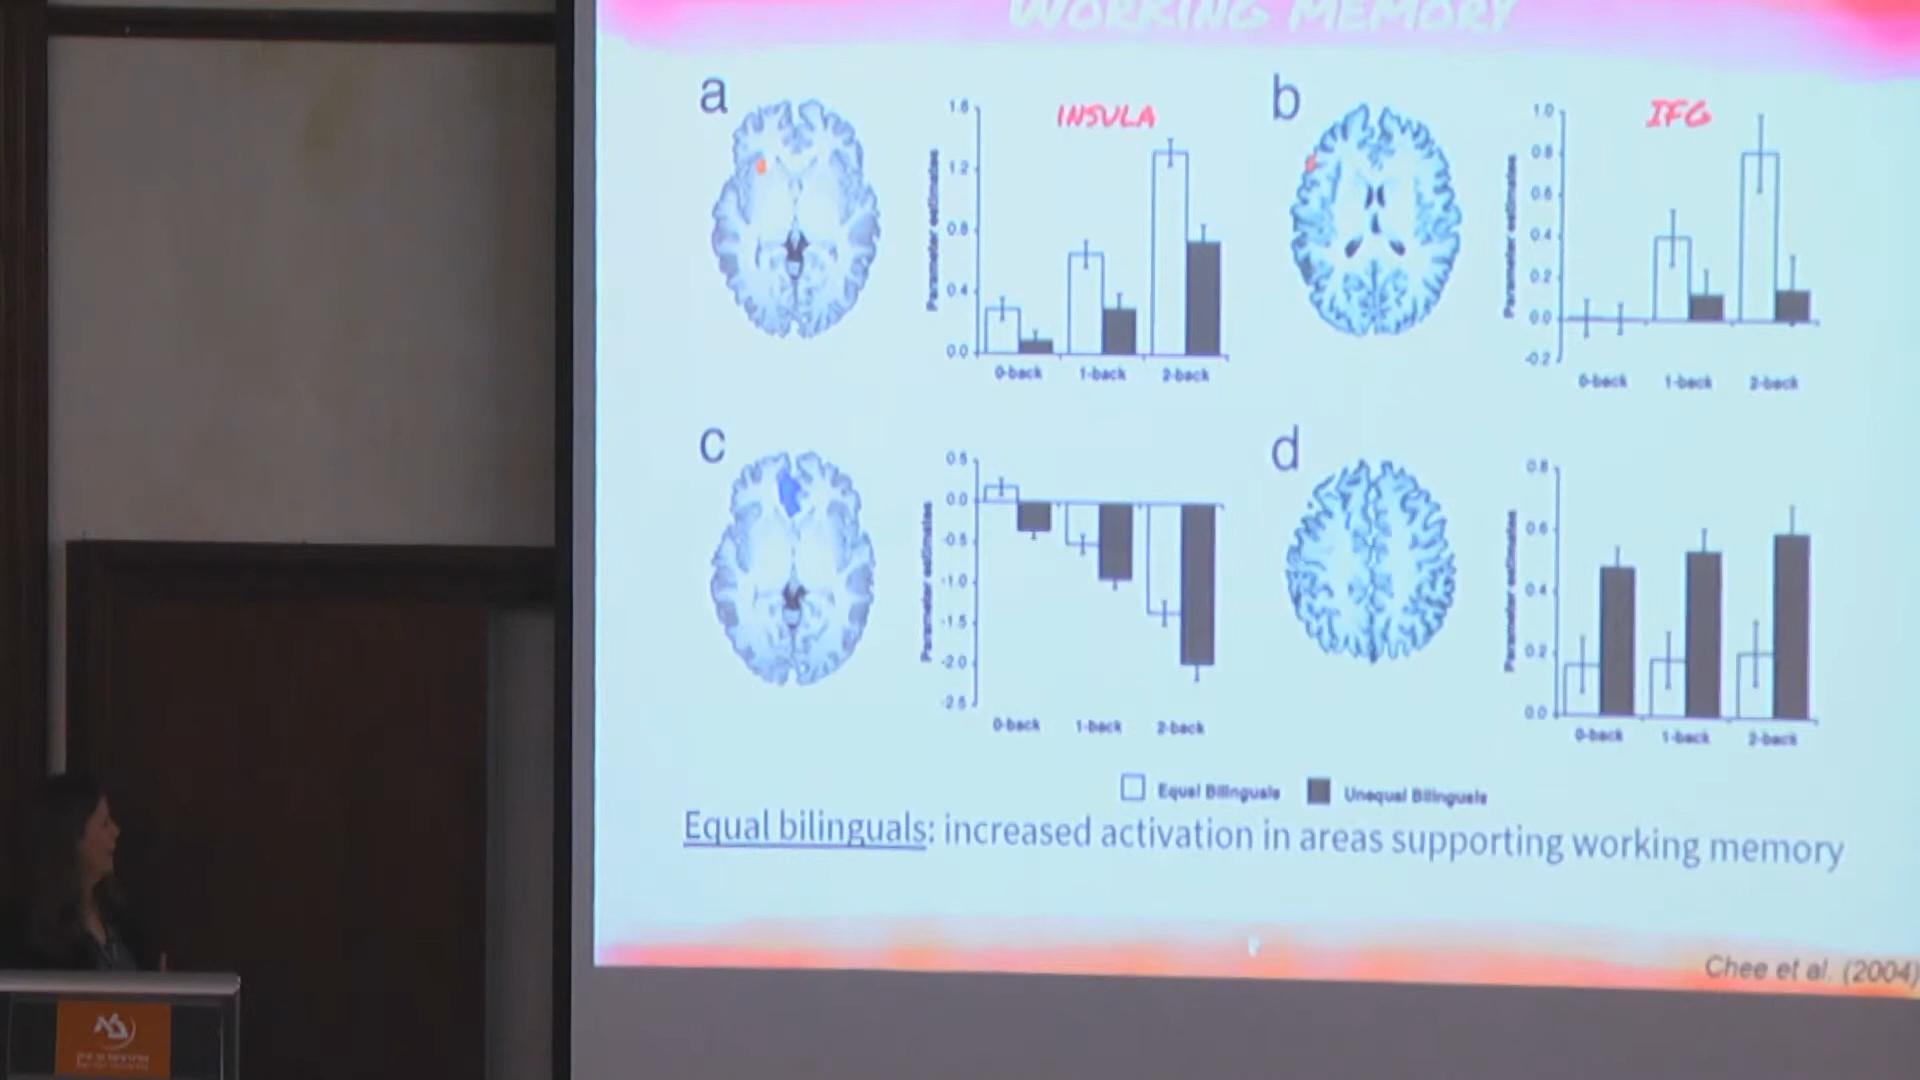 WORKING MEMORY
a
INSULA
1.6
1.2
0.8
0.4
0.0
Parameter estimates
0-back
1-back
2-back
b
IFG
1.0
0.8
0.6
0.4
0.2
0.0
-0.2
Parameter estimates
0-back
1-back
2-back
c
0.5
0.0
-0.5
-1.0
-1.5
-2.0
-2.5
Parameter estimates
0-back
1-back
2-back
d
0.8
0.6
0.4
0.2
0.0
Parameter estimates
0-back
1-back
2-back
Equal Bilinguals
Unequal Bilinguals
Equal bilinguals: increased activation in areas supporting working memory
Chee et al. (2004)